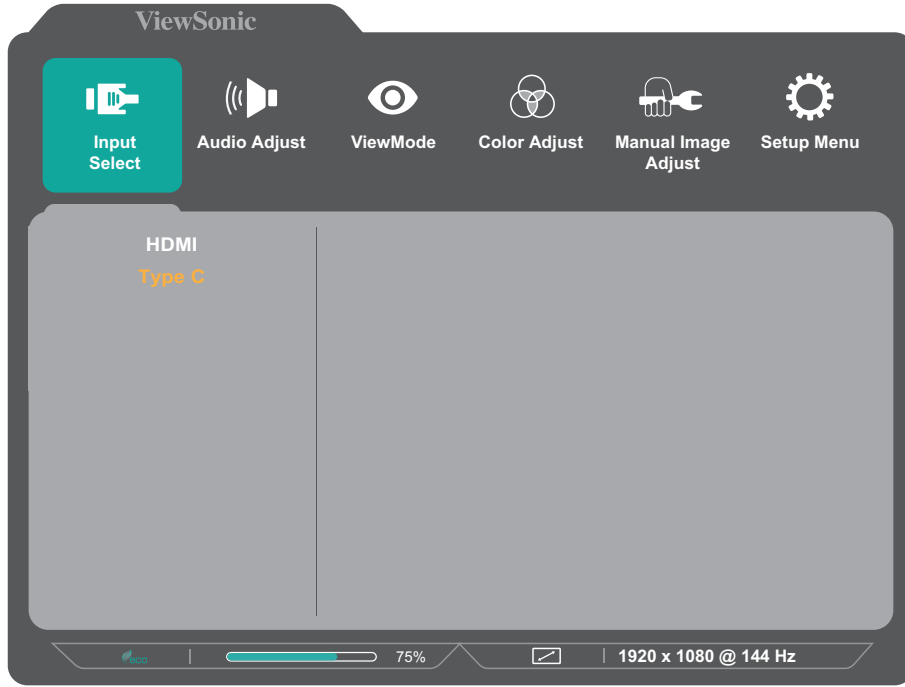 ViewSonic
Input
Select
Audio Adjust
ViewMode
Color Adjust
Manual Image
Adjust
Setup Menu
HDMI
Type C
eco
75%
1920 x 1080 @ 144 Hz